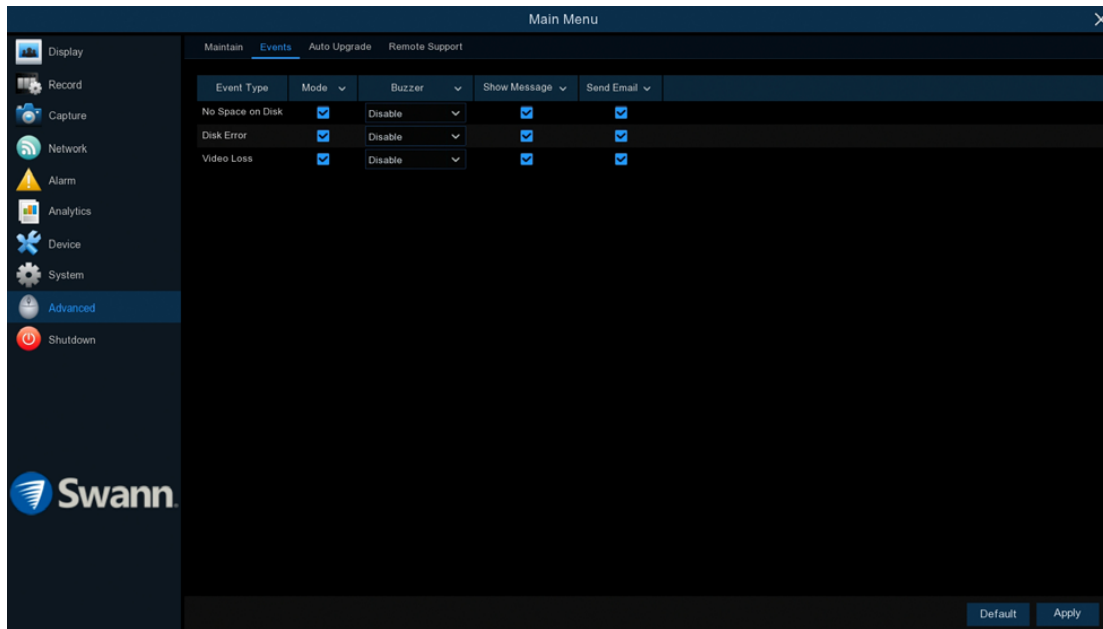 Main Menu
Display
Record
Capture
Network
Alarm
Analytics
Device
System
Advanced
Shutdown
Swann
Maintain Events Auto Upgrade Remote Support
Event Type Mode Buzzer Show Message Send Email
No Space on Disk Disable
Disk Error Disable
Video Loss Disable
Default Apply